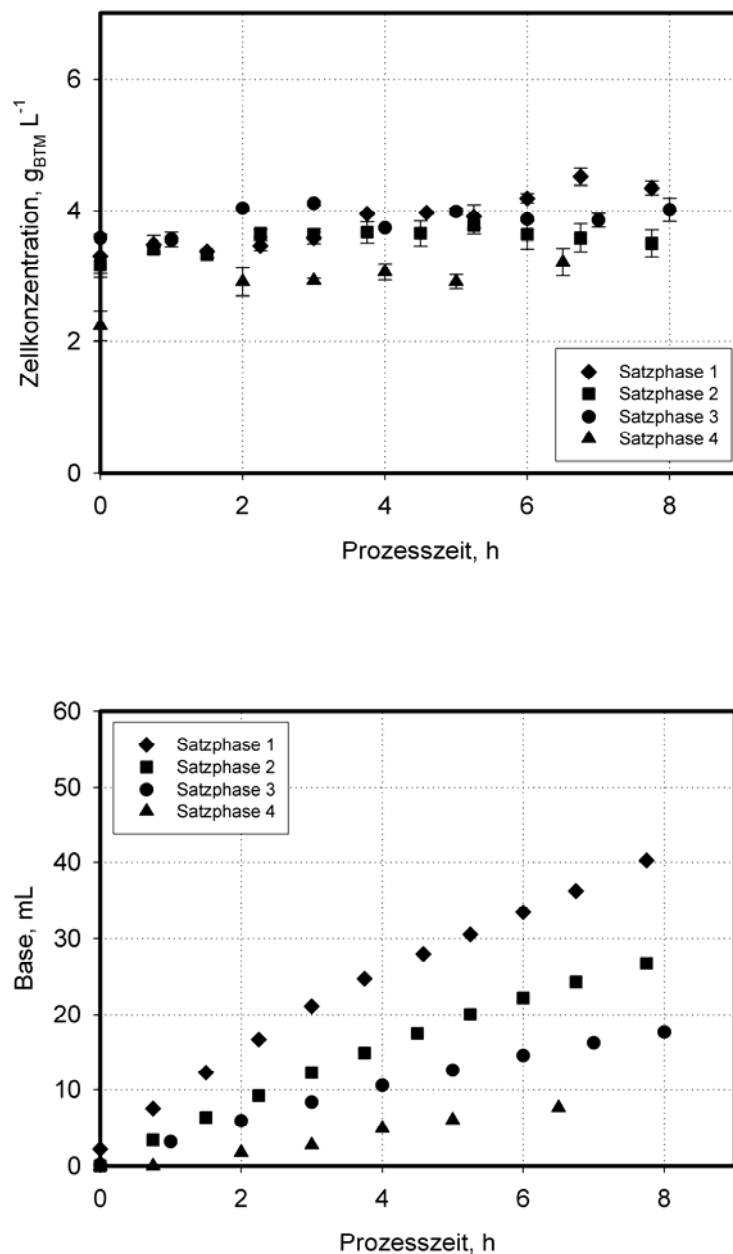 Zellkonzentration, g_BTM L⁻¹
6
4
2
0
Satzphase 1
Satzphase 2
Satzphase 3
Satzphase 4
0 2 4 6 8
Prozesszeit, h
Base, mL
60
50
40
30
20
10
0
Satzphase 1
Satzphase 2
Satzphase 3
Satzphase 4
0 2 4 6 8
Prozesszeit, h